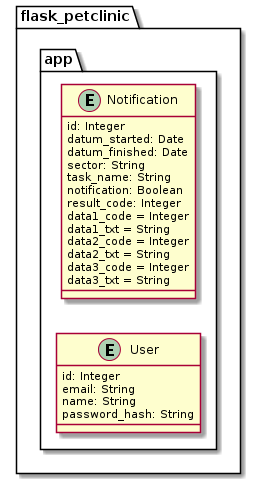 flask_petclinic
app
E Notification
id: Integer
datum_started: Date
datum_finished: Date
sector: String
task_name: String
notification: Boolean
result_code: Integer
data1_code = Integer
data1_txt = String
data2_code = Integer
data2_txt = String
data3_code = Integer
data3_txt = String
E User
id: Integer
email: String
name: String
password_hash: String